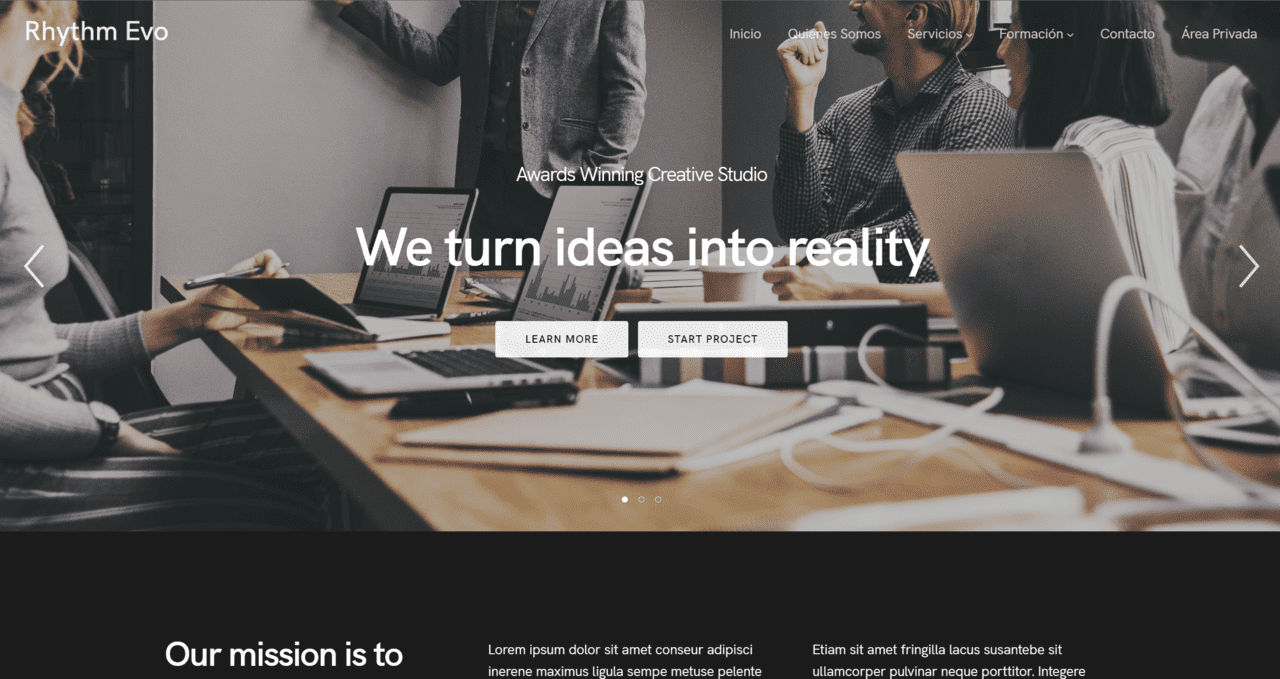 Rhythm Evo
Inicio Quiénes Somos Servicios Formación Contacto Área Privada
Awards Winning Creative Studio
We turn ideas into reality
LEARN MORE START PROJECT
Our mission is to
Lorem ipsum dolor sit amet conseur adipisci
inerene maximus ligula sempe metuse pelente
Etiam sit amet fringilla lacus susantebe sit
ullamcorper pulvinar neque porttitor. Integere